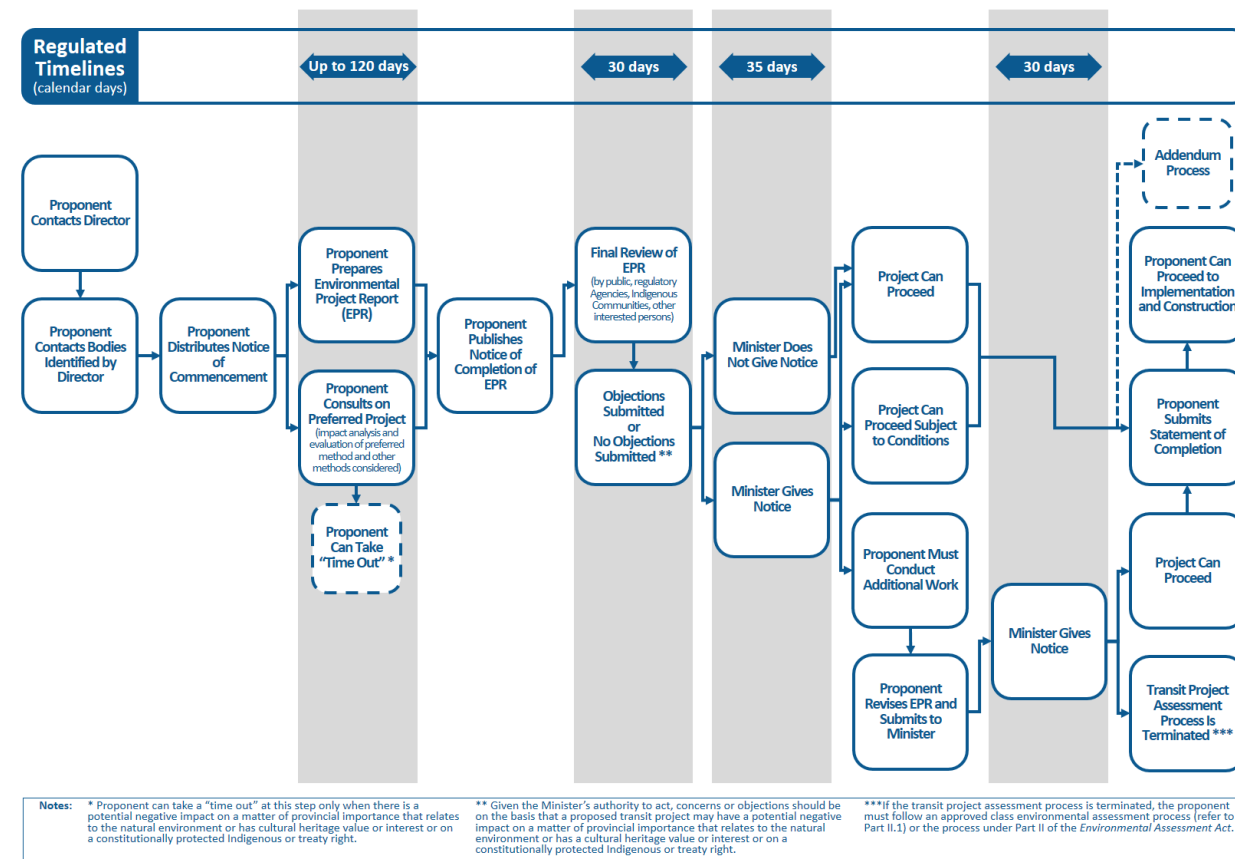 Regulated
Timelines
(calendar days)
Up to 120 days
30 days
35 days
30 days
Proponent
Contacts Director
Proponent
Contacts Bodies
Identified by
Director
Proponent
Distributes Notice
of
Commencement
Proponent
Prepares
Environmental
Project Report
(EPR)
Proponent
Consults on
Preferred Project
(impact analysis and
evaluation of preferred
method and other
methods considered)
Proponent
Can Take
“Time Out” *
Proponent
Publishes
Notice of
Completion of
EPR
Final Review of
EPR
(by public, regulatory
Agencies, Indigenous
Communities, other
interested persons)
Objections
Submitted
or
No Objections
Submitted **
Minister Does
Not Give Notice
Minister Gives
Notice
Project Can
Proceed
Project Can
Proceed Subject
to Conditions
Proponent Must
Conduct
Additional Work
Proponent
Revises EPR and
Submits to
Minister
Minister Gives
Notice
Addendum
Process
Proponent Can
Proceed to
Implementation
and Construction
Proponent
Submits
Statement of
Completion
Project Can
Proceed
Transit Project
Assessment
Process Is
Terminated ***
Notes:
* Proponent can take a “time out” at this step only when there is a
potential negative impact on a matter of provincial importance that relates
to the natural environment or has cultural heritage value or interest or on
a constitutionally protected Indigenous or treaty right.
** Given the Minister’s authority to act, concerns or objections should be
on the basis that a proposed transit project may have a potential negative
impact on a matter of provincial importance that relates to the natural
environment or has a cultural heritage value or interest or on a
constitutionally protected Indigenous or treaty right.
***If the transit project assessment process is terminated, the proponent
must follow an approved class environmental assessment process (refer to
Part II.1) or the process under Part II of the Environmental Assessment Act.